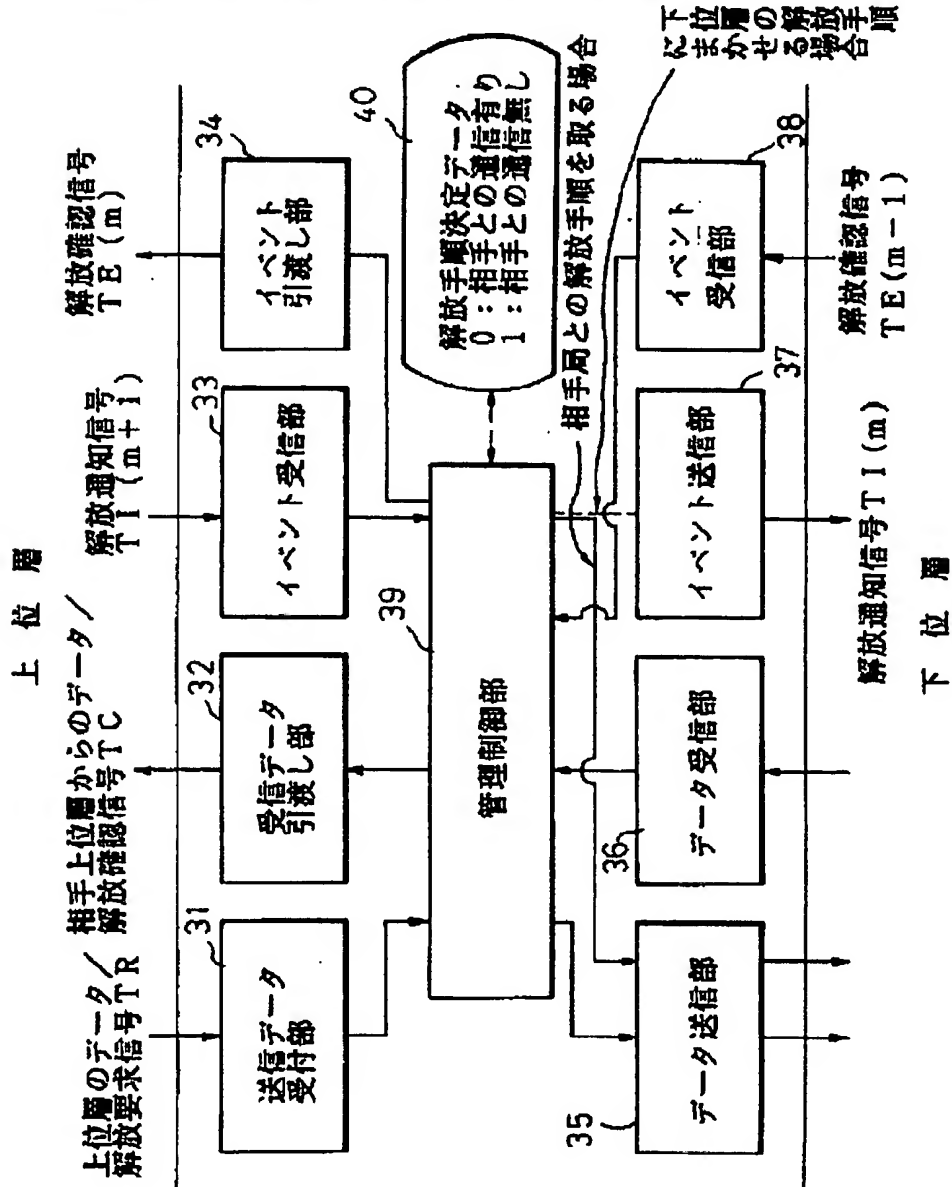 上位層
上位層のデータ/
解放要求信号TR
相手上位層からのデータ/
解放確認信号TC
解放通知信号
TI (m+1)
解放確認信号
TE (m)
31
送信データ
受付部
32
受信データ
引渡し部
33
イベント受信部
34
イベント
引渡し部
39
管理制御部
40
解放手順決定データ
0:相手との通信有り
1:相手との通信無し
相手局との解放手順を取る場合
下位層の解放手順
にまかせる場合
35
データ送信部
36
データ受信部
37
イベント送信部
38
イベント
受信部
解放通知信号TI(m)
解放確認信号
TE(m-1)
下位層